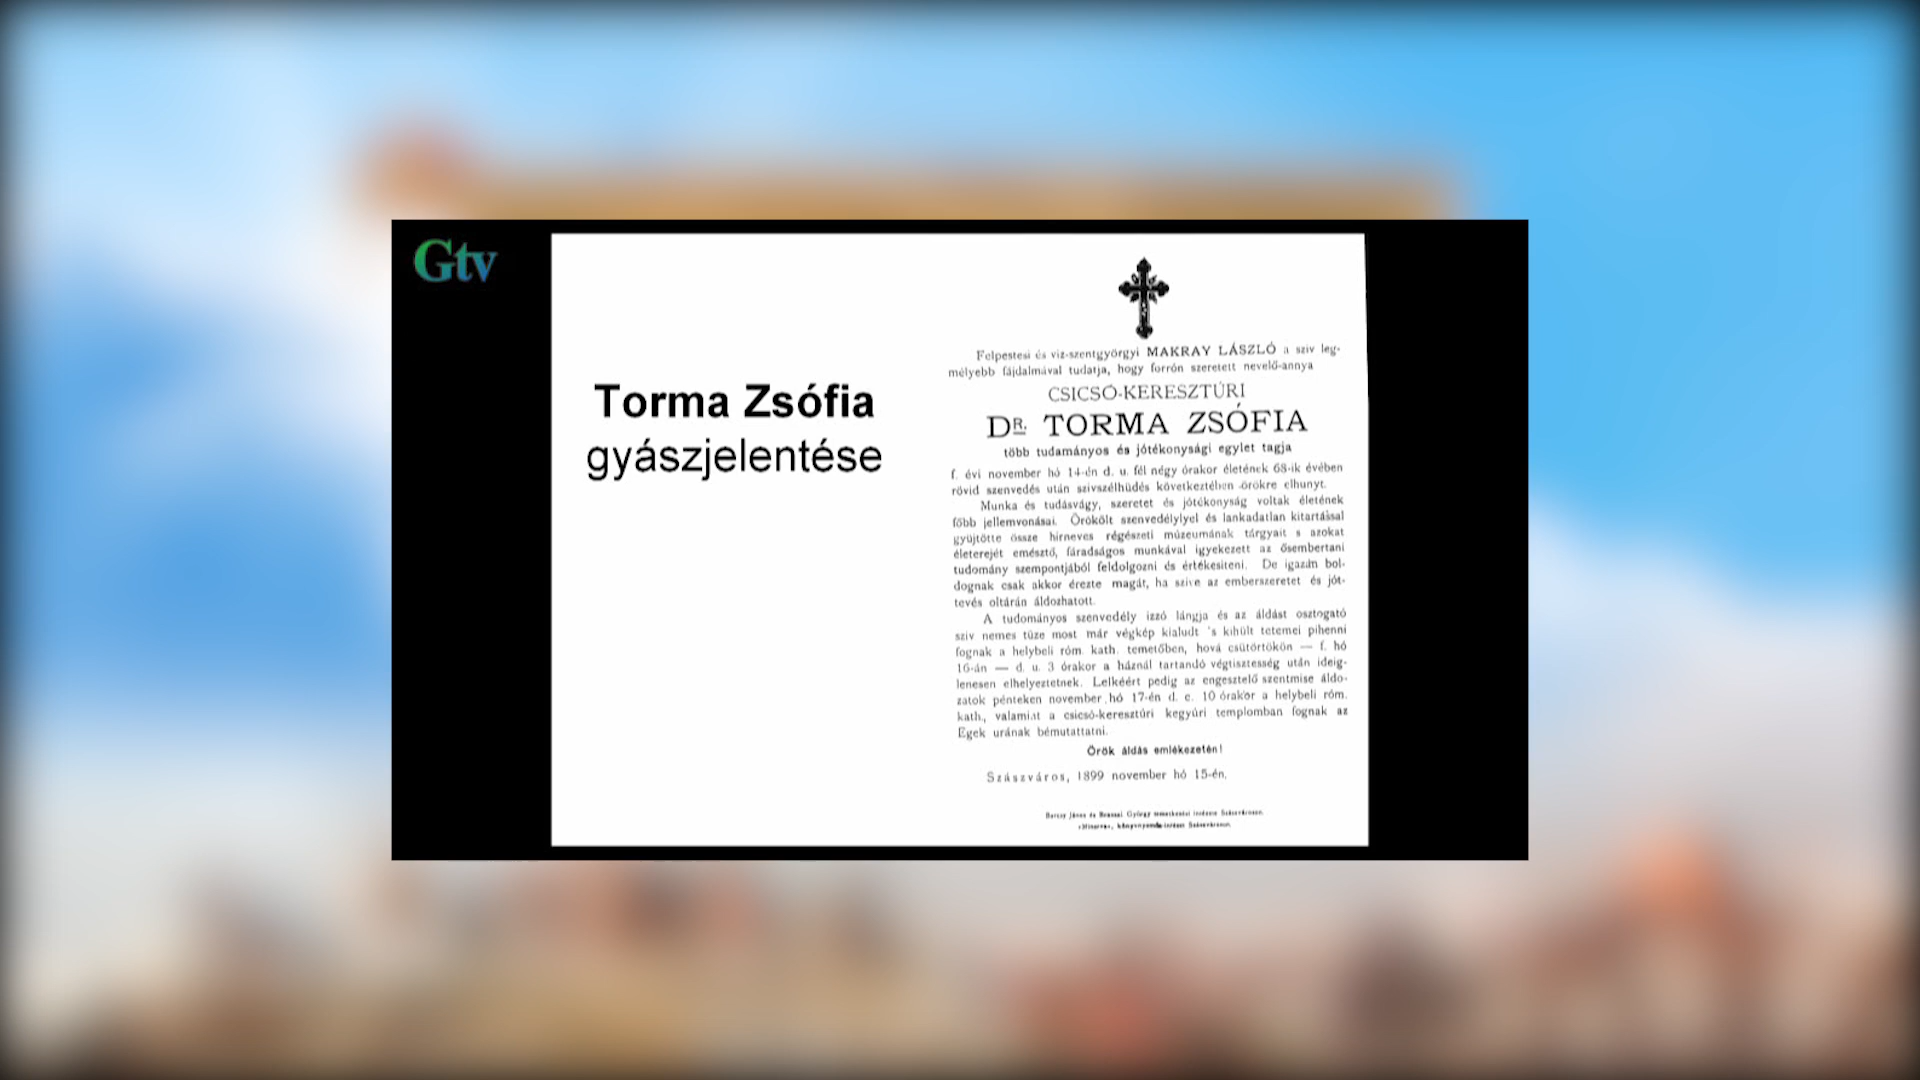 Gtv
Torma Zsófia
gyászjelentése
Felpestesi és viz-szentgyörgyi MAKRAY LÁSZLÓ a sziv leg-
mélyebb fájdalmával tudatja, hogy forrón szeretett nevelő-annya
CSICSÓ-KERESZTÚRI
DR. TORMA ZSÓFIA
több tudamányos és jótékonysági egylet tagja
f. évi november hó 14-én d. u. fél négy órakor életének 68-ik évében
rövid szenvedés után szivszélhüdés következtében örökre elhunyt.
Munka és tudásvágy, szeretet és jótékonyság voltak életének
főbb jellemvonásai. Örökölt szenvedélylyel és lankadatlan kitartással
gyüjtötte össze hirneves régészeti múzeumának tárgyait s azokat
életerejét emésztő, fáradságos munkával igyekezett az ősembertani
tudomány szempontjából feldolgozni és értékesiteni. De igazán bol-
dognak csak akkor érezte magát, ha szive az emberszeretet és jót-
tevés oltárán áldozhatott.
A tudományos szenvedély izzó lángja és az áldást osztogató
sziv nemes tüze most már végkép kialudt 's kihült tetemei pihenni
fognak a helybeli róm. kath. temetőben, hová csütörtökön — f. hó
16-án — d. u. 3 órakor a háznál tartandó végtisztesség után ideig-
lenesen elhelyeztetnek. Lelkéért pedig az engesztelő szentmise áldo-
zatok pénteken november hó 17-én d. e. 10 órakor a helybeli róm.
kath., valamint a csicsó-keresztúri kegyúri templomban fognak az
Egek urának bémutattatni.
Örök áldás emlékezetén!
Szászváros, 1899 november hó 15-én.